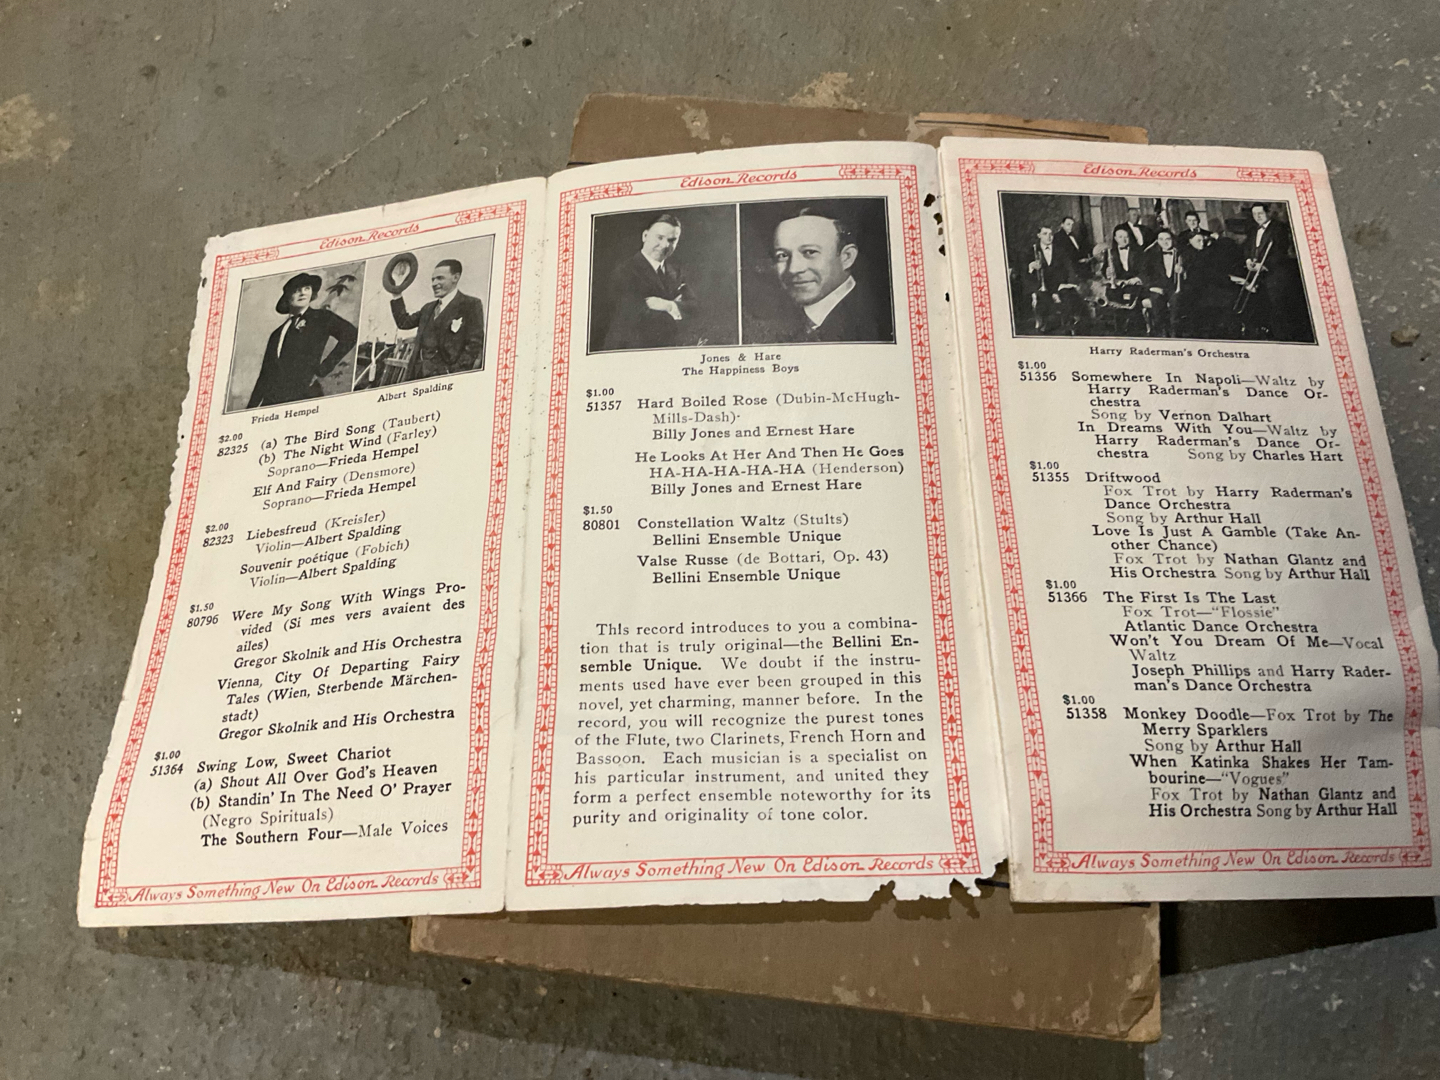 Edison Records
Frieda Hempel
Albert Spalding
$2.00
82325 (a) The Bird Song (Taubert)
(b) The Night Wind (Farley)
Soprano—Frieda Hempel
Elf And Fairy (Densmore)
Soprano—Frieda Hempel
$2.00
82323 Liebesfreud (Kreisler)
Violin—Albert Spalding
Souvenir poétique (Fobich)
Violin—Albert Spalding
$1.50
80796 Were My Song With Wings Pro-
vided (Si mes vers avaient des
ailes)
Gregor Skolnik and His Orchestra
Vienna, City Of Departing Fairy
Tales (Wien, Sterbende Märchen-
stadt)
Gregor Skolnik and His Orchestra
$1.00
51364 Swing Low, Sweet Chariot
(a) Shout All Over God's Heaven
(b) Standin' In The Need O' Prayer
(Negro Spirituals)
The Southern Four—Male Voices
Always Something New On Edison Records
Edison Records
Jones & Hare
The Happiness Boys
$1.00
51357 Hard Boiled Rose (Dubin-McHugh-
Mills-Dash)·
Billy Jones and Ernest Hare
He Looks At Her And Then He Goes
HA-HA-HA-HA-HA (Henderson)
Billy Jones and Ernest Hare
$1.50
80801 Constellation Waltz (Stults)
Bellini Ensemble Unique
Valse Russe (de Bottari, Op. 43)
Bellini Ensemble Unique
This record introduces to you a combina-
tion that is truly original—the Bellini En-
semble Unique. We doubt if the instru-
ments used have ever been grouped in this
novel, yet charming, manner before. In the
record, you will recognize the purest tones
of the Flute, two Clarinets, French Horn and
Bassoon. Each musician is a specialist on
his particular instrument, and united they
form a perfect ensemble noteworthy for its
purity and originality of tone color.
Always Something New On Edison Records
Edison Records
Harry Raderman's Orchestra
$1.00
51356 Somewhere In Napoli—Waltz by
Harry Raderman's Dance Or-
chestra
Song by Vernon Dalhart
In Dreams With You—Waltz by
Harry Raderman's Dance Or-
chestra Song by Charles Hart
$1.00
51355 Driftwood
Fox Trot by Harry Raderman's
Dance Orchestra
Song by Arthur Hall
Love Is Just A Gamble (Take An-
other Chance)
Fox Trot by Nathan Glantz and
His Orchestra Song by Arthur Hall
$1.00
51366 The First Is The Last
Fox Trot—"Flossie"
Atlantic Dance Orchestra
Won't You Dream Of Me—Vocal
Waltz
Joseph Phillips and Harry Rader-
man's Dance Orchestra
$1.00
51358 Monkey Doodle—Fox Trot by The
Merry Sparklers
Song by Arthur Hall
When Katinka Shakes Her Tam-
bourine—"Vogues"
Fox Trot by Nathan Glantz and
His Orchestra Song by Arthur Hall
Always Something New On Edison Records